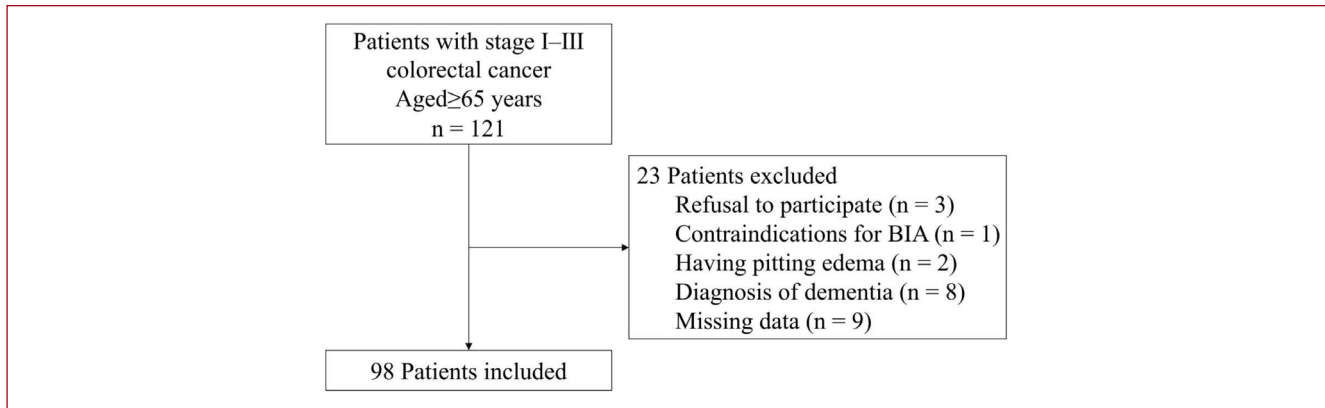 Patients with stage I–III
colorectal cancer
Aged≥65 years
n = 121
23 Patients excluded
Refusal to participate (n = 3)
Contraindications for BIA (n = 1)
Having pitting edema (n = 2)
Diagnosis of dementia (n = 8)
Missing data (n = 9)
98 Patients included